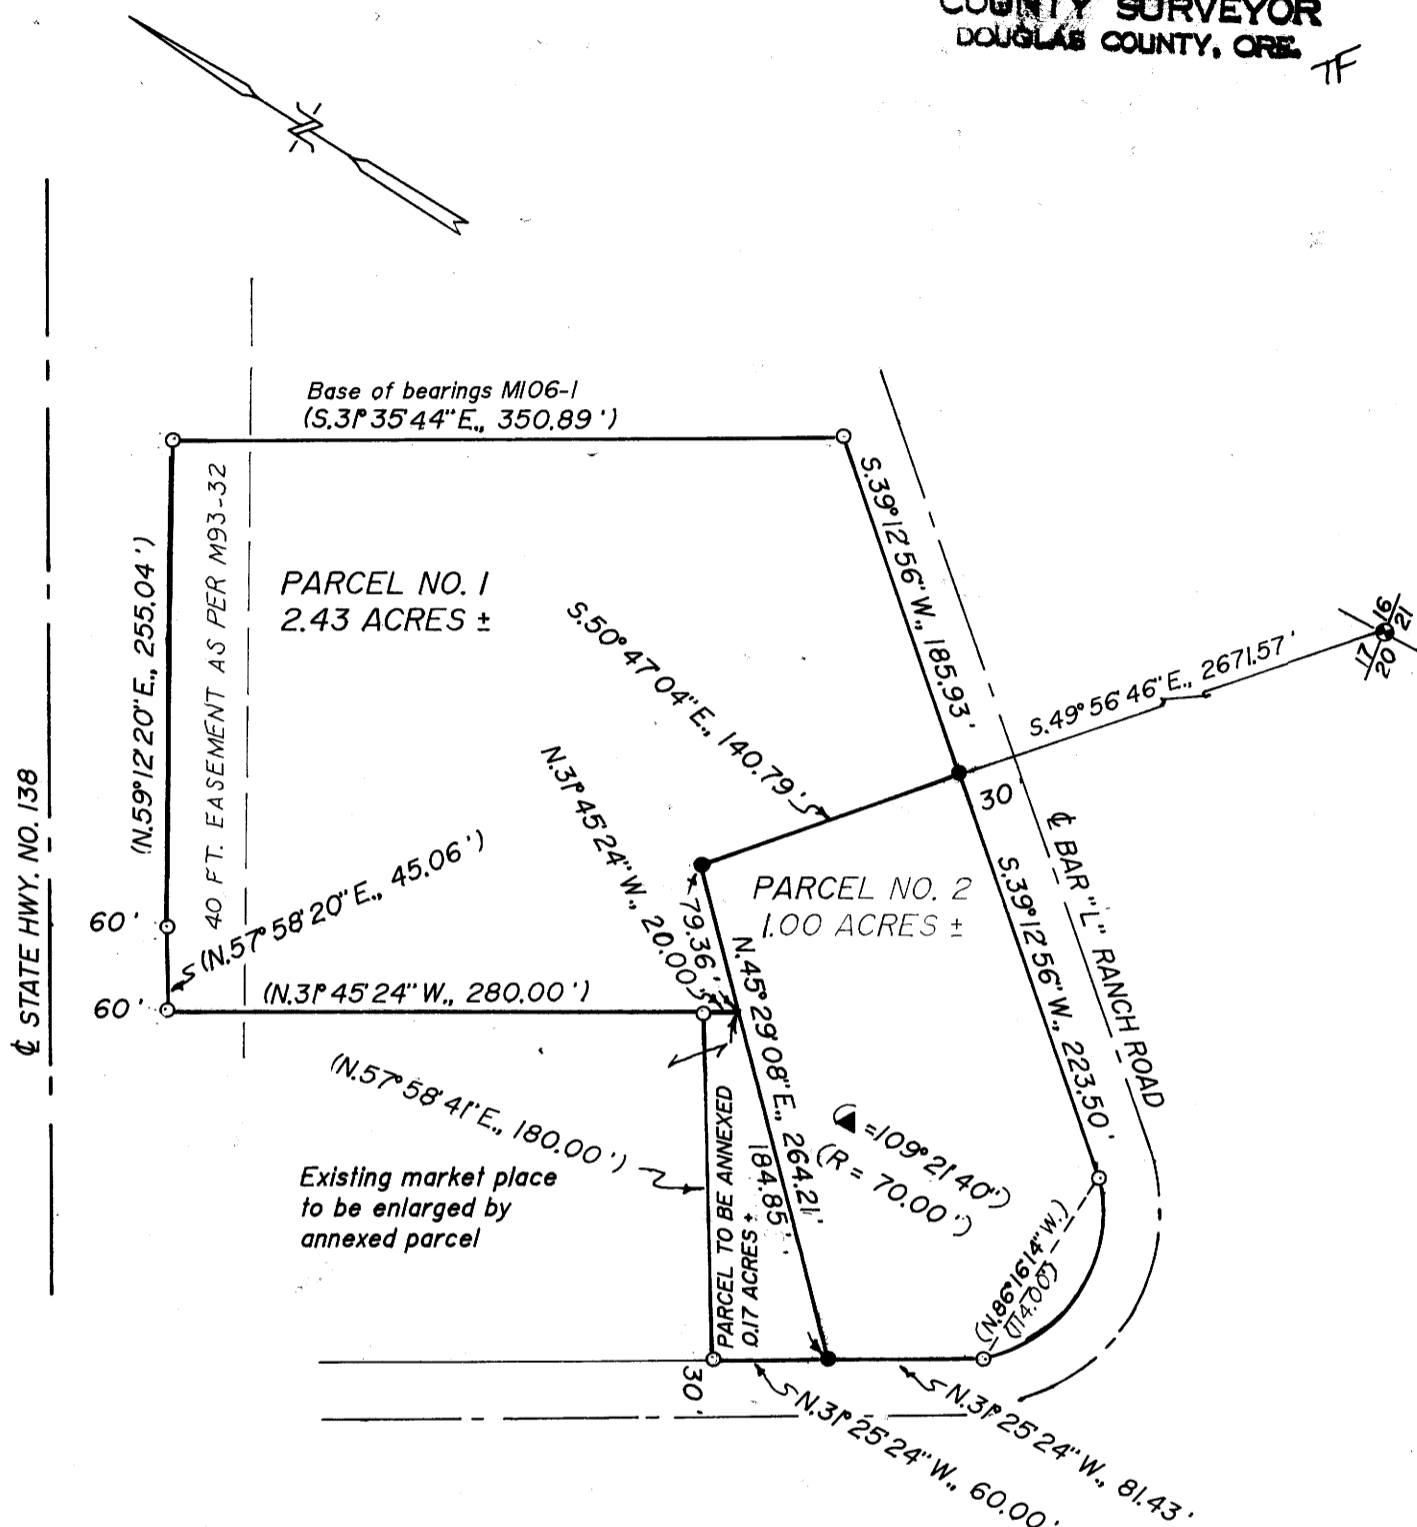 COUNTY SURVEYOR
DOUGLAS COUNTY, ORE.
TF
Base of bearings M106-1
(S.31°35'44"E., 350.89')
℄ STATE HWY. NO. 138
(N.59°12'20"E., 255.04')
40 FT. EASEMENT AS PER M93-32
PARCEL NO. 1
2.43 ACRES ±
S.39°12'56"W., 185.93'
S.50°47'04"E., 140.79'
16
21
17
20
S.49°56'46"E., 2671.57'
N.31°45'24"W., 20.00'
30'
℄ BAR "L" RANCH ROAD
PARCEL NO. 2
1.00 ACRES ±
79.36'
S.39°12'56"W., 223.50'
60'
(N.57°58'20"E., 45.06')
60'
(N.31°45'24"W., 280.00')
N.45°29'08"E., 264.21'
184.85'
(N.57°58'41"E., 180.00')
Existing market place
to be enlarged by
annexed parcel
PARCEL TO BE ANNEXED
0.17 ACRES ±
(=109°21'40")
(R = 70.00')
(N.86°16'14"W.)
(114.00')
30'
N.31°25'24"W., 60.00'
N.31°25'24"W., 81.43'